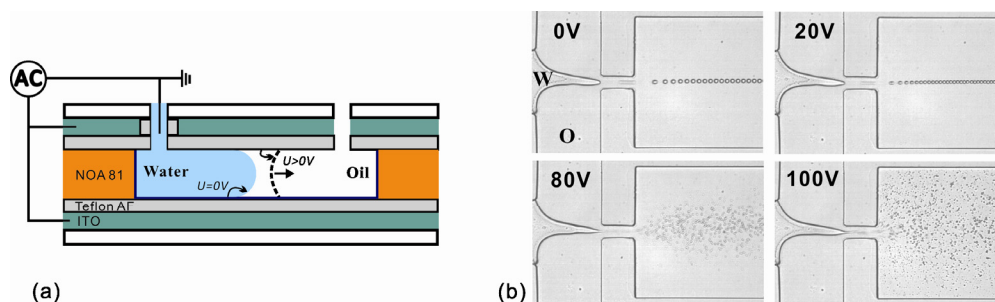 AC
NOA 81
Water
U=0V
U>0V
Oil
Teflon AF
ITO
(a)
0V
W
O
20V
80V
100V
(b)